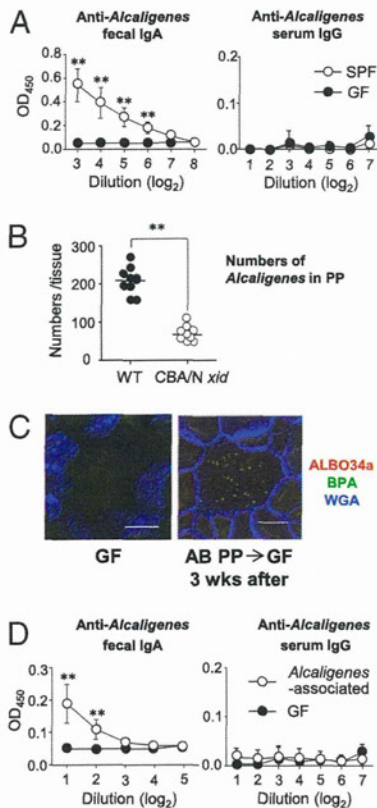 A
Anti-Alcaligenes
fecal IgA
Anti-Alcaligenes
serum IgG
OD450
0.6
0.4
0.2
0.0
**
**
**
**
3 4 5 6 7 8
Dilution (log2)
0.2
0.1
0.0
SPF
GF
1 2 3 4 5 6 7
Dilution (log2)
B
Numbers /tissue
300
200
100
0
**
WT CBA/N xid
Numbers of
Alcaligenes in PP
C
ALBO34a
BPA
WGA
GF
AB PP→GF
3 wks after
D
Anti-Alcaligenes
fecal IgA
Anti-Alcaligenes
serum IgG
OD450
0.3
0.2
0.1
0.0
**
**
1 2 3 4 5
Dilution (log2)
0.2
0.1
0.0
Alcaligenes
-associated
GF
1 2 3 4 5 6 7
Dilution (log2)